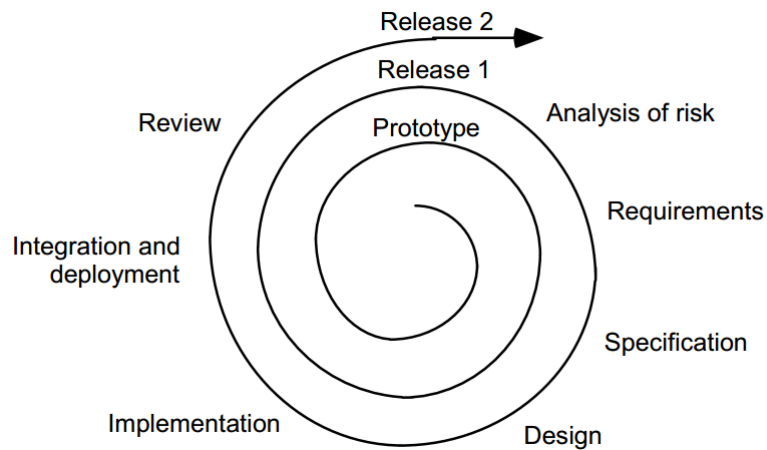 Release 2
Release 1
Prototype
Analysis of risk
Requirements
Specification
Design
Implementation
Integration and
deployment
Review